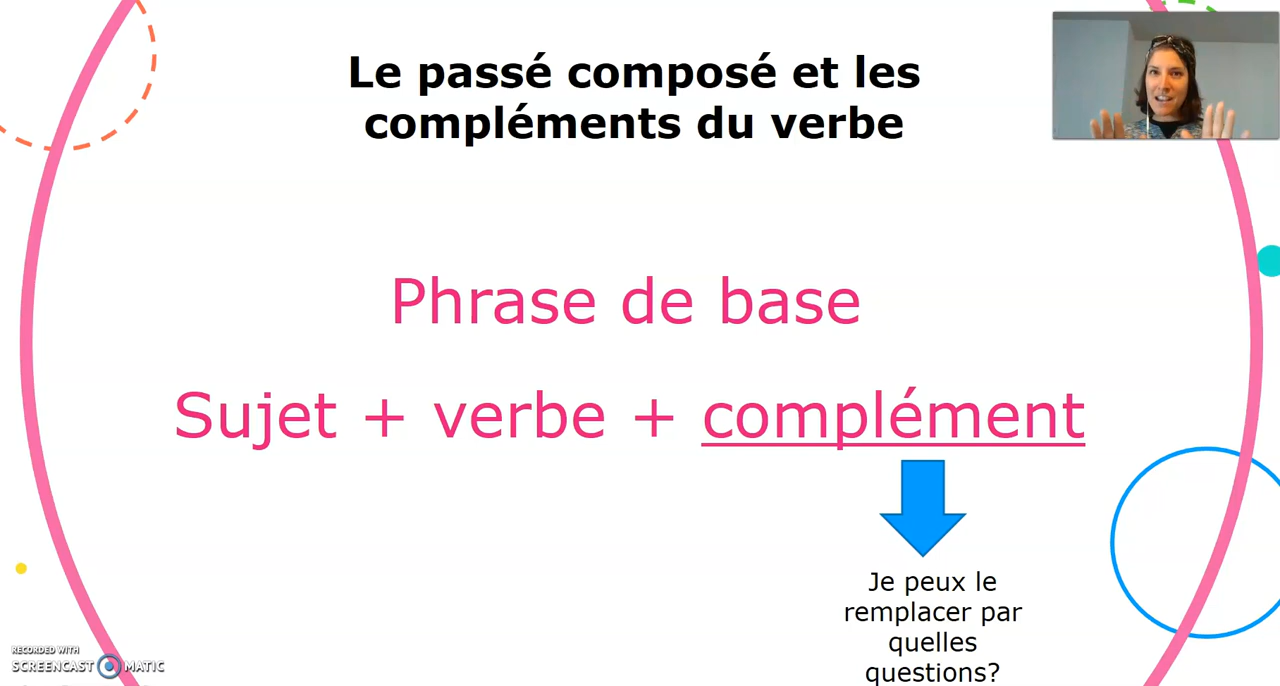 Le passé composé et les
compléments du verbe
Phrase de base
Sujet + verbe + complément
Je peux le
remplacer par
quelles
questions?
RECORDED WITH
SCREENCAST MATIC